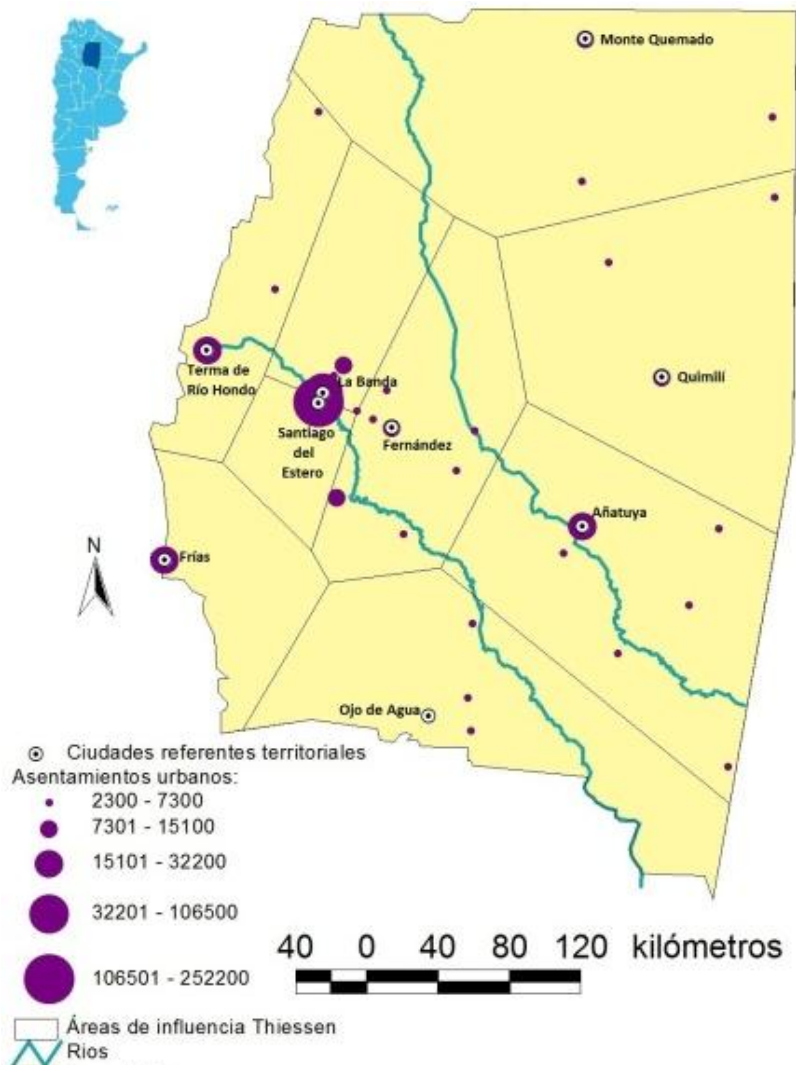 Monte Quemado
Terma de
Río Hondo
La Banda
Quimilí
Santiago
del
Estero
Fernández
Añatuya
N
Frías
Ojo de Agua
Ciudades referentes territoriales
Asentamientos urbanos:
2300 - 7300
7301 - 15100
15101 - 32200
32201 - 106500
106501 - 252200
40 0 40 80 120 kilómetros
Áreas de influencia Thiessen
Rios